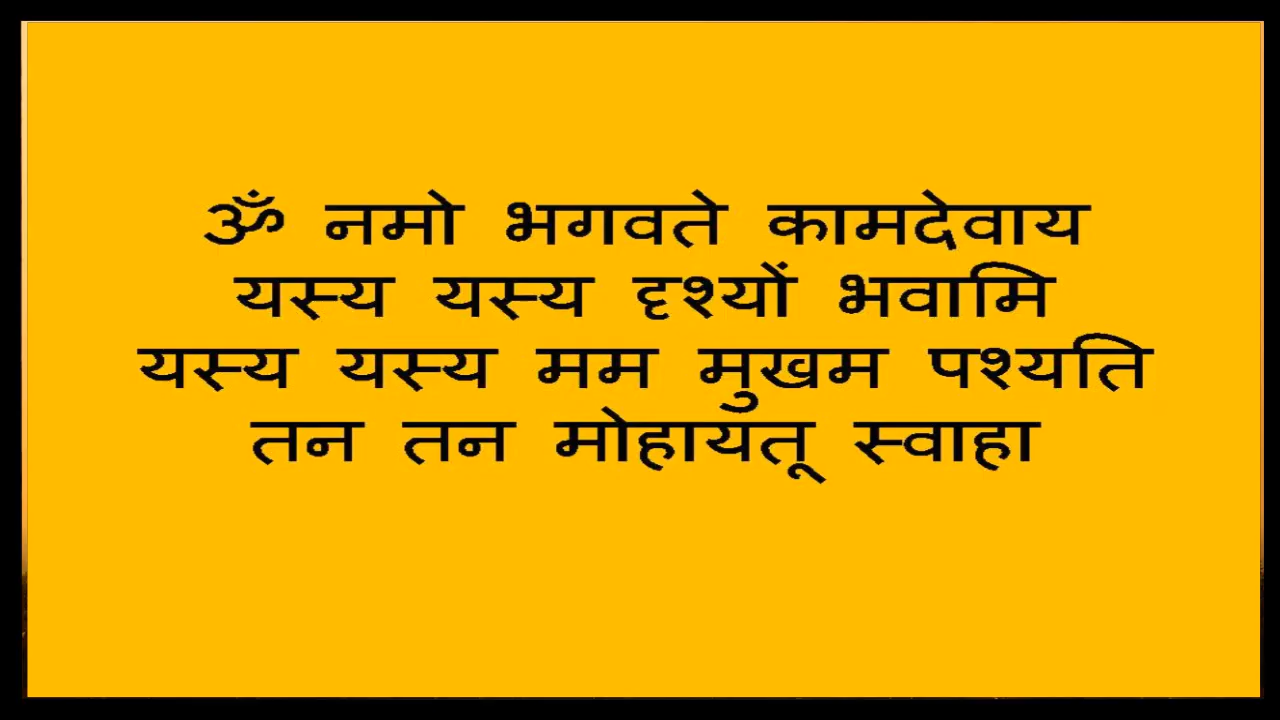 ॐ नमो भगवते कामदेवाय
यस्य यस्य दृश्यों भवामि
यस्य यस्य मम मुखम पश्यति
तन तन मोहायतू स्वाहा